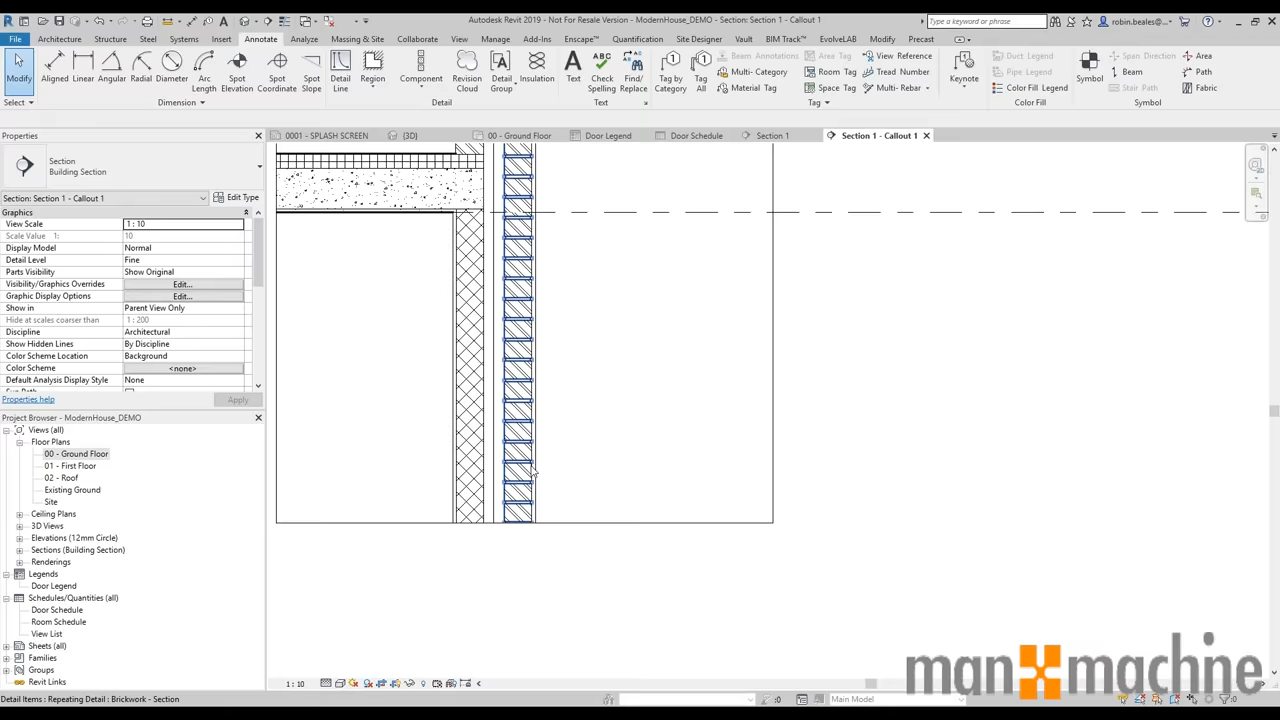 Autodesk Revit 2019 - Not For Resale Version - ModernHouse_DEMO - Section: Section 1 - Callout 1
Type a keyword or phrase
robin.beales...
File Architecture Structure Steel Systems Insert Annotate Analyze Massing & Site Collaborate View Manage Add-Ins Enscape™ Quantification Site Designer Vault BIM Track™ EvolveLAB Modify Precast
Modify
Aligned Linear Angular Radial Diameter Arc Length Spot Elevation Spot Coordinate Spot Slope
Detail Line Region Component Revision Cloud Detail Group Insulation
Text Check Spelling Find/ Replace
Tag by Category Tag All
Beam Annotations Area Tag View Reference
Multi-Category Room Tag Tread Number
Material Tag Space Tag Multi- Rebar
Keynote
Duct Legend
Pipe Legend
Color Fill Legend
Symbol
Span Direction Area
Beam Path
Stair Path Fabric
Select Dimension Detail Text Tag Color Fill Symbol
Properties
0001 - SPLASH SCREEN {3D} 00 - Ground Floor Door Legend Door Schedule Section 1 Section 1 - Callout 1
Section
Building Section
Section: Section 1 - Callout 1 Edit Type
Graphics
View Scale 1 : 10
Scale Value 1: 10
Display Model Normal
Detail Level Fine
Parts Visibility Show Original
Visibility/Graphics Overrides Edit...
Graphic Display Options Edit...
Show in Parent View Only
Hide at scales coarser than 1 : 200
Discipline Architectural
Show Hidden Lines By Discipline
Color Scheme Location Background
Color Scheme <none>
Default Analysis Display Style None
Properties help Apply
Project Browser - ModernHouse_DEMO
Views (all)
Floor Plans
00 - Ground Floor
01 - First Floor
02 - Roof
Existing Ground
Site
Ceiling Plans
3D Views
Elevations (12mm Circle)
Sections (Building Section)
Renderings
Legends
Door Legend
Schedules/Quantities (all)
Door Schedule
Room Schedule
View List
Sheets (all)
Families
Groups
Revit Links
1 : 10
man machine
Detail Items : Repeating Detail : Brickwork - Section
:0
Main Model
:0